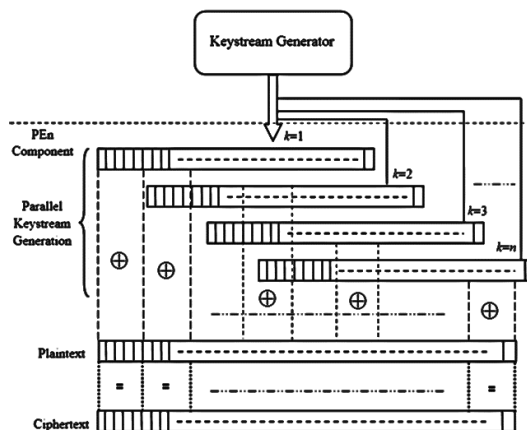 Keystream Generator
PEn
Component
k=1
k=2
Parallel
Keystream
Generation
k=3
k=n
Plaintext
Ciphertext